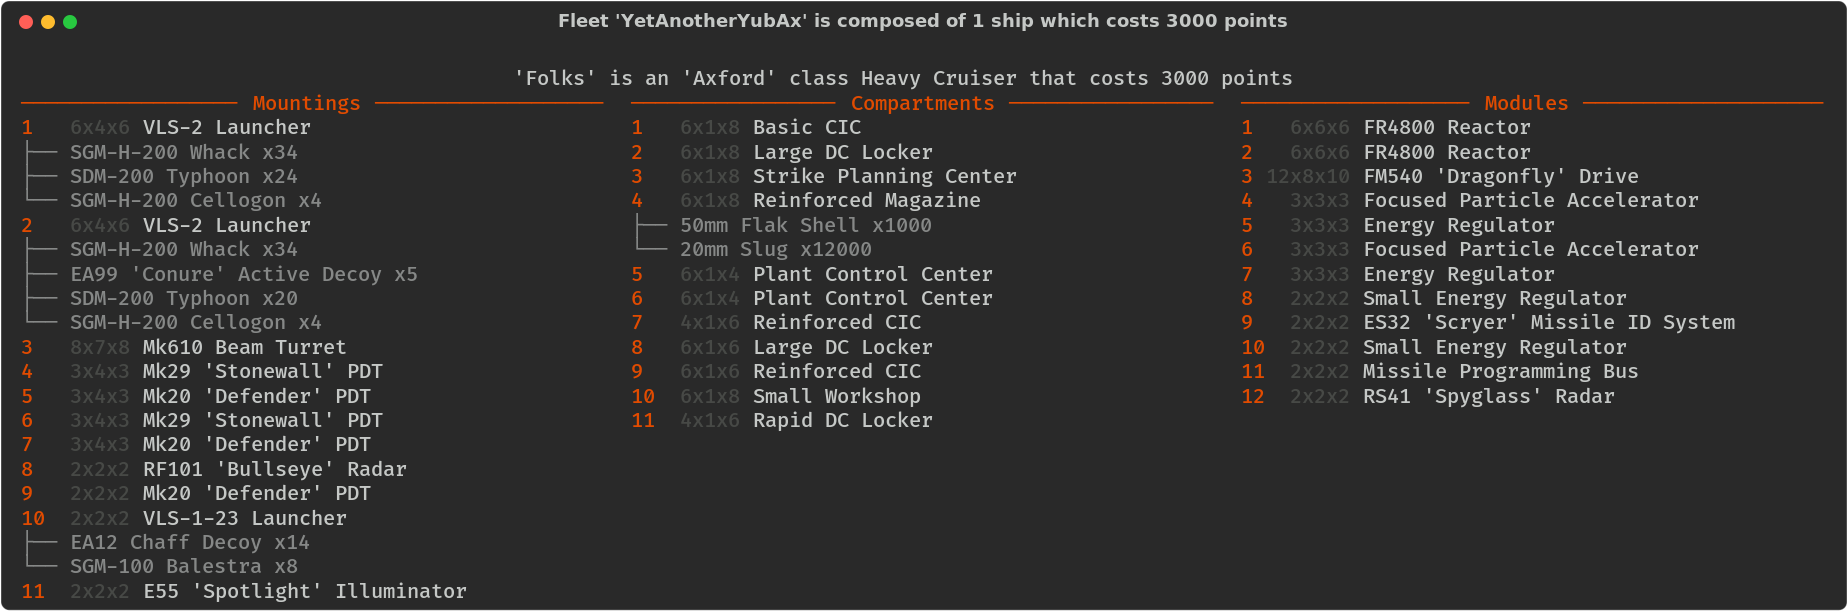 Fleet 'YetAnotherYubAx' is composed of 1 ship which costs 3000 points
'Folks' is an 'Axford' class Heavy Cruiser that costs 3000 points
Mountings
1 6x4x6 VLS-2 Launcher
SGM-H-200 Whack x34
SDM-200 Typhoon x24
SGM-H-200 Cellogon x4
2 6x4x6 VLS-2 Launcher
SGM-H-200 Whack x34
EA99 'Conure' Active Decoy x5
SDM-200 Typhoon x20
SGM-H-200 Cellogon x4
3 8x7x8 Mk610 Beam Turret
4 3x4x3 Mk29 'Stonewall' PDT
5 3x4x3 Mk20 'Defender' PDT
6 3x4x3 Mk29 'Stonewall' PDT
7 3x4x3 Mk20 'Defender' PDT
8 2x2x2 RF101 'Bullseye' Radar
9 2x2x2 Mk20 'Defender' PDT
10 2x2x2 VLS-1-23 Launcher
EA12 Chaff Decoy x14
SGM-100 Balestra x8
11 2x2x2 E55 'Spotlight' Illuminator
Compartments
1 6x1x8 Basic CIC
2 6x1x8 Large DC Locker
3 6x1x8 Strike Planning Center
4 6x1x8 Reinforced Magazine
50mm Flak Shell x1000
20mm Slug x12000
5 6x1x4 Plant Control Center
6 6x1x4 Plant Control Center
7 4x1x6 Reinforced CIC
8 6x1x6 Large DC Locker
9 6x1x6 Reinforced CIC
10 6x1x8 Small Workshop
11 4x1x6 Rapid DC Locker
Modules
1 6x6x6 FR4800 Reactor
2 6x6x6 FR4800 Reactor
3 12x8x10 FM540 'Dragonfly' Drive
4 3x3x3 Focused Particle Accelerator
5 3x3x3 Energy Regulator
6 3x3x3 Focused Particle Accelerator
7 3x3x3 Energy Regulator
8 2x2x2 Small Energy Regulator
9 2x2x2 ES32 'Scryer' Missile ID System
10 2x2x2 Small Energy Regulator
11 2x2x2 Missile Programming Bus
12 2x2x2 RS41 'Spyglass' Radar